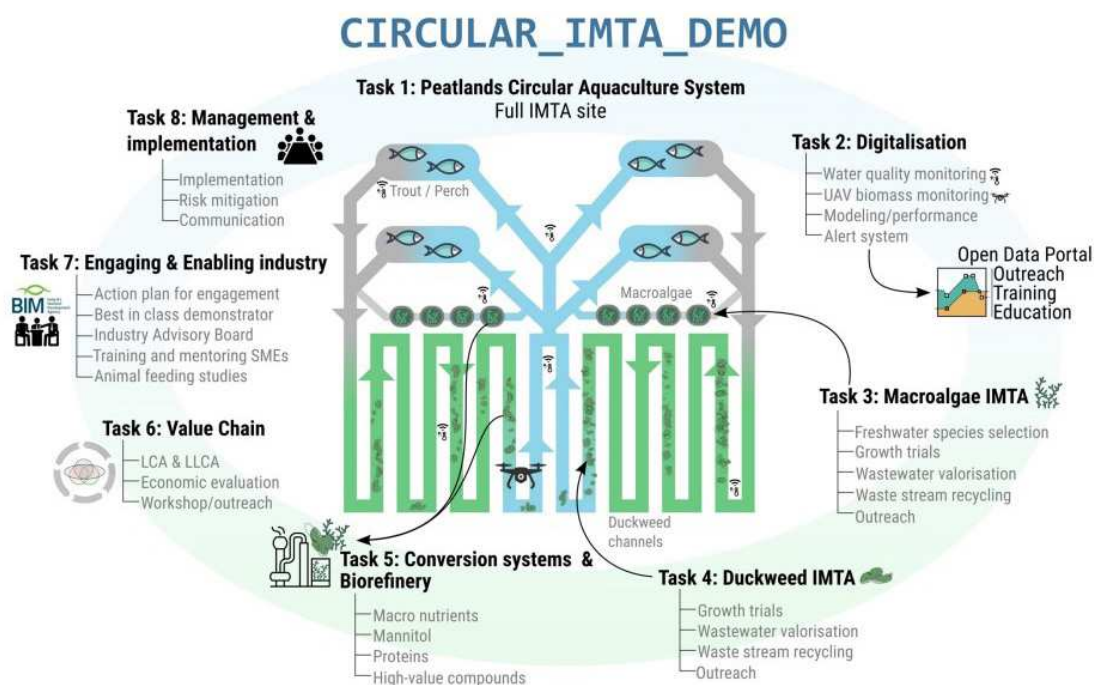 CIRCULAR_IMTA_DEMO
Task 1: Peatlands Circular Aquaculture System
Full IMTA site
Task 8: Management &
implementation
Implementation
Risk mitigation
Communication
Trout / Perch
Task 2: Digitalisation
Water quality monitoring
UAV biomass monitoring
Modeling/performance
Alert system
Open Data Portal
Outreach
Training
Education
Task 7: Engaging & Enabling industry
BIM
Action plan for engagement
Best in class demonstrator
Industry Advisory Board
Training and mentoring SMEs
Animal feeding studies
Macroalgae
Task 3: Macroalgae IMTA
Freshwater species selection
Growth trials
Wastewater valorisation
Waste stream recycling
Outreach
Task 6: Value Chain
LCA & LLCA
Economic evaluation
Workshop/outreach
Duckweed
channels
Task 5: Conversion systems &
Biorefinery
Macro nutrients
Mannitol
Proteins
High-value compounds
Task 4: Duckweed IMTA
Growth trials
Wastewater valorisation
Waste stream recycling
Outreach